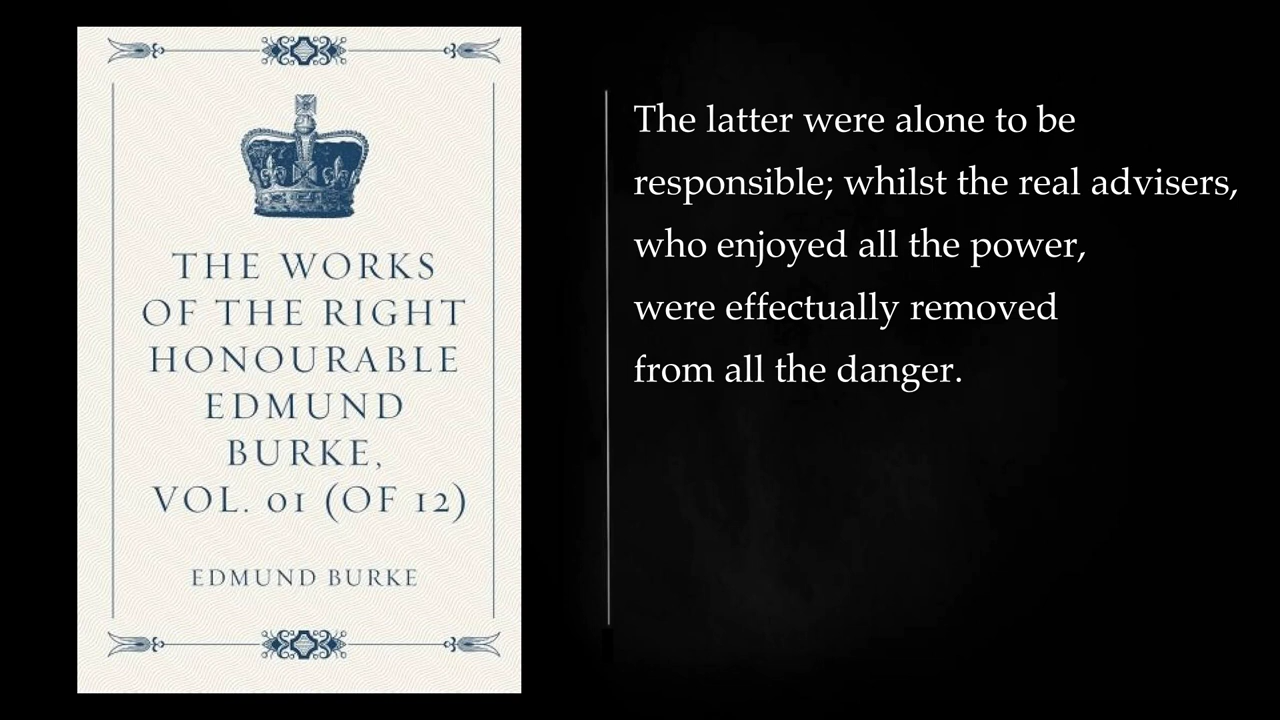 THE WORKS
OF THE RIGHT
HONOURABLE
EDMUND
BURKE,
VOL. 01 (OF 12)
EDMUND BURKE
The latter were alone to be
responsible; whilst the real advisers,
who enjoyed all the power,
were effectually removed
from all the danger.